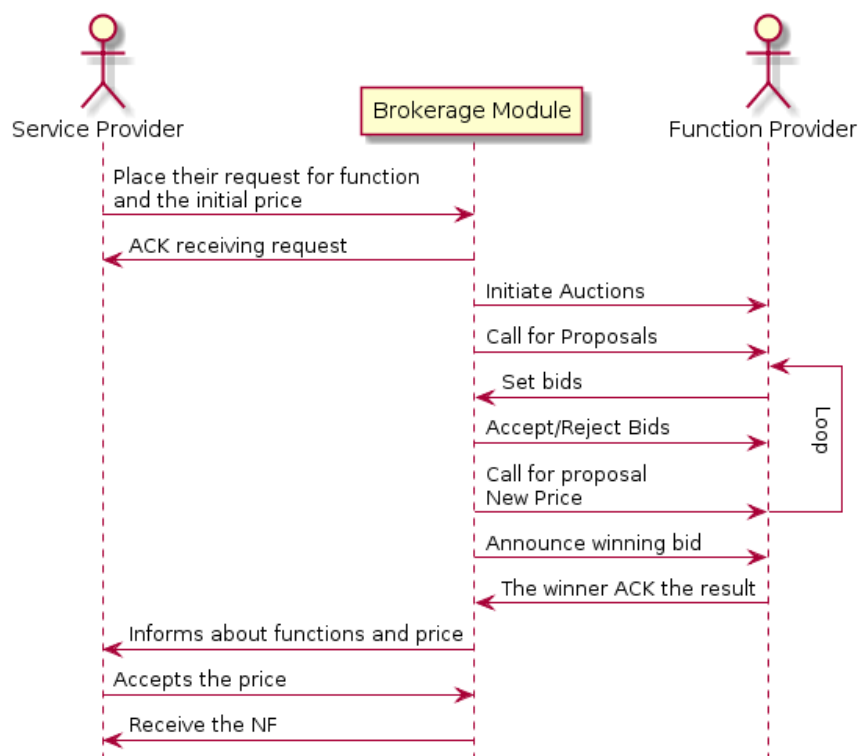 Service Provider
Brokerage Module
Function Provider
Place their request for function
and the initial price
ACK receiving request
Initiate Auctions
Call for Proposals
Set bids
Loop
Accept/Reject Bids
Call for proposal
New Price
Announce winning bid
The winner ACK the result
Informs about functions and price
Accepts the price
Receive the NF